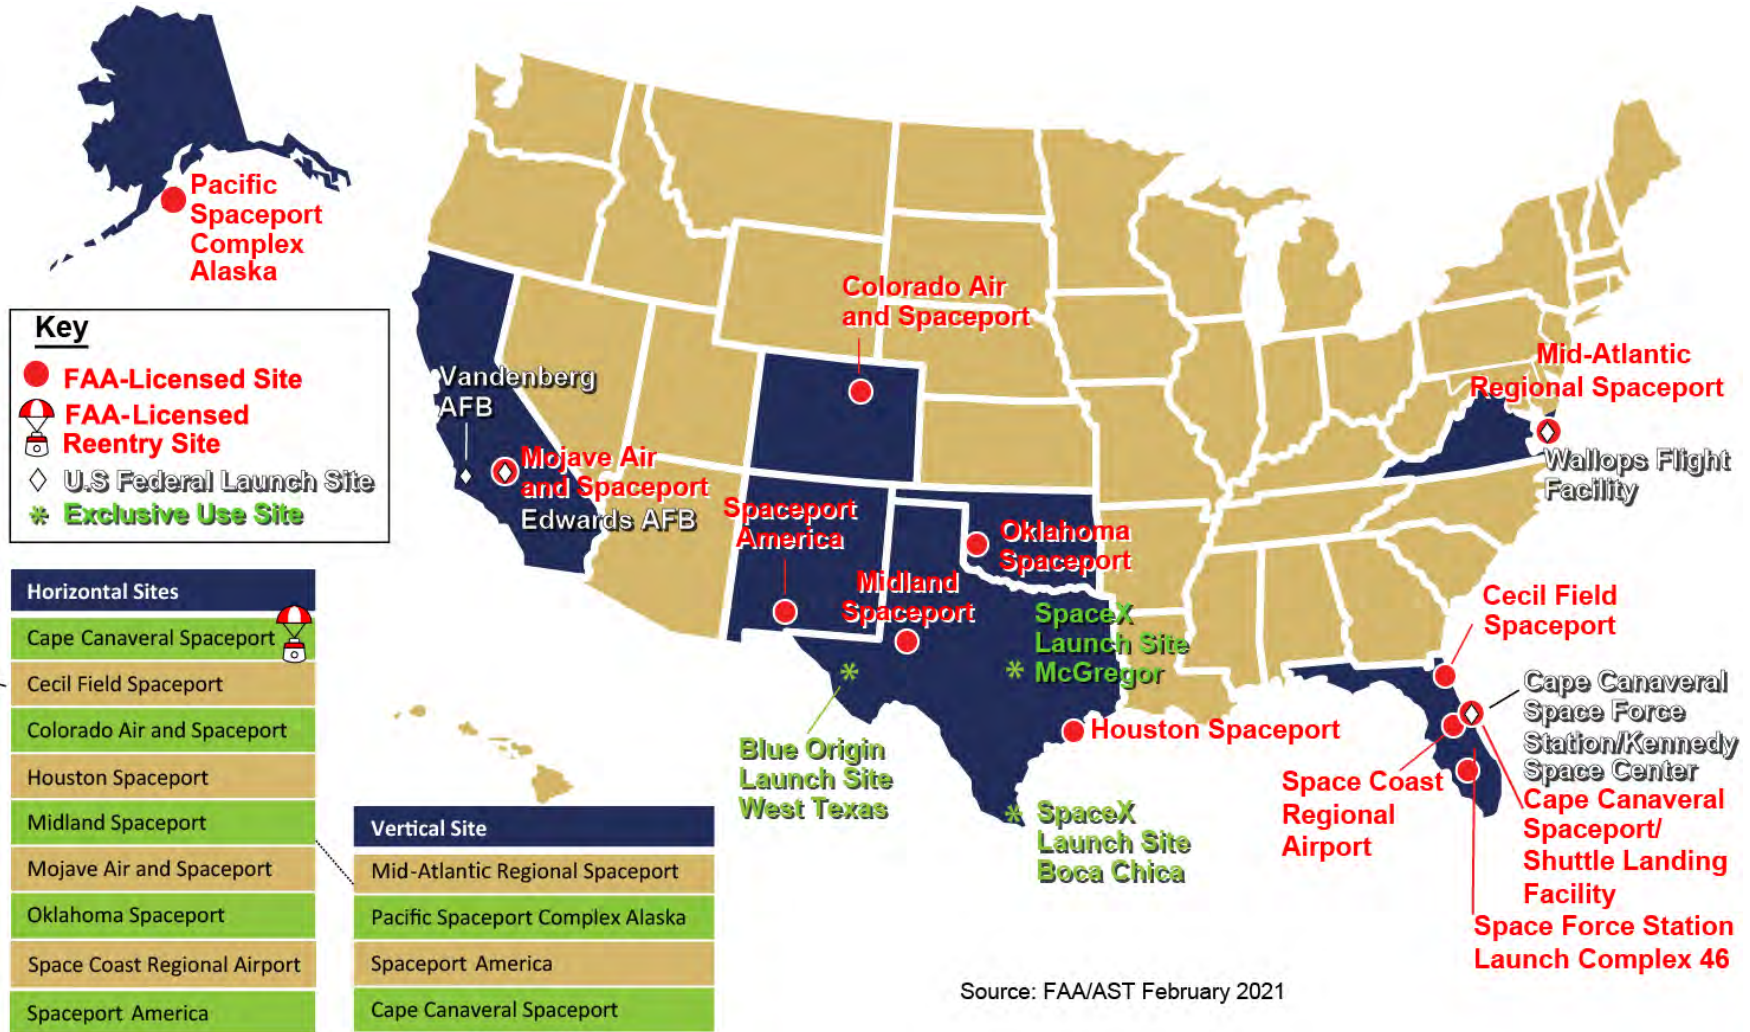 Pacific
Spaceport
Complex
Alaska
Colorado Air
and Spaceport
Key
FAA-Licensed Site
FAA-Licensed
Reentry Site
U.S Federal Launch Site
Exclusive Use Site
Vandenberg
AFB
Mojave Air
and Spaceport
Edwards AFB
Spaceport
America
Oklahoma
Spaceport
Midland
Spaceport
Mid-Atlantic
Regional Spaceport
Wallops Flight
Facility
SpaceX
Launch Site
McGregor
Cecil Field
Spaceport
Cape Canaveral
Space Force
Station/Kennedy
Space Center
Houston Spaceport
Blue Origin
Launch Site
West Texas
SpaceX
Launch Site
Boca Chica
Space Coast
Regional
Airport
Cape Canaveral
Spaceport/
Shuttle Landing
Facility
Space Force Station
Launch Complex 46
Horizontal Sites
Cape Canaveral Spaceport
Cecil Field Spaceport
Colorado Air and Spaceport
Houston Spaceport
Midland Spaceport
Mojave Air and Spaceport
Oklahoma Spaceport
Space Coast Regional Airport
Spaceport America
Vertical Site
Mid-Atlantic Regional Spaceport
Pacific Spaceport Complex Alaska
Spaceport America
Cape Canaveral Spaceport
Source: FAA/AST February 2021